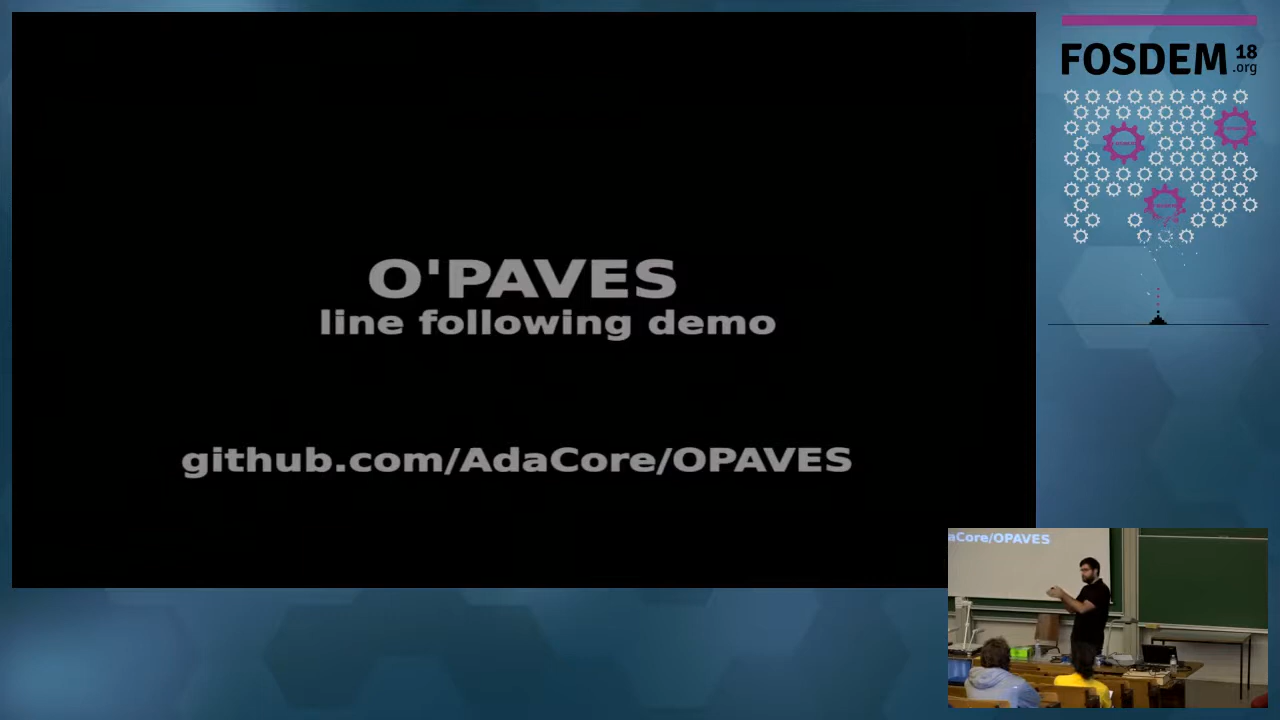 O'PAVES
line following demo
github.com/AdaCore/OPAVES
FOSDEM 18
.org
aCore/OPAVES